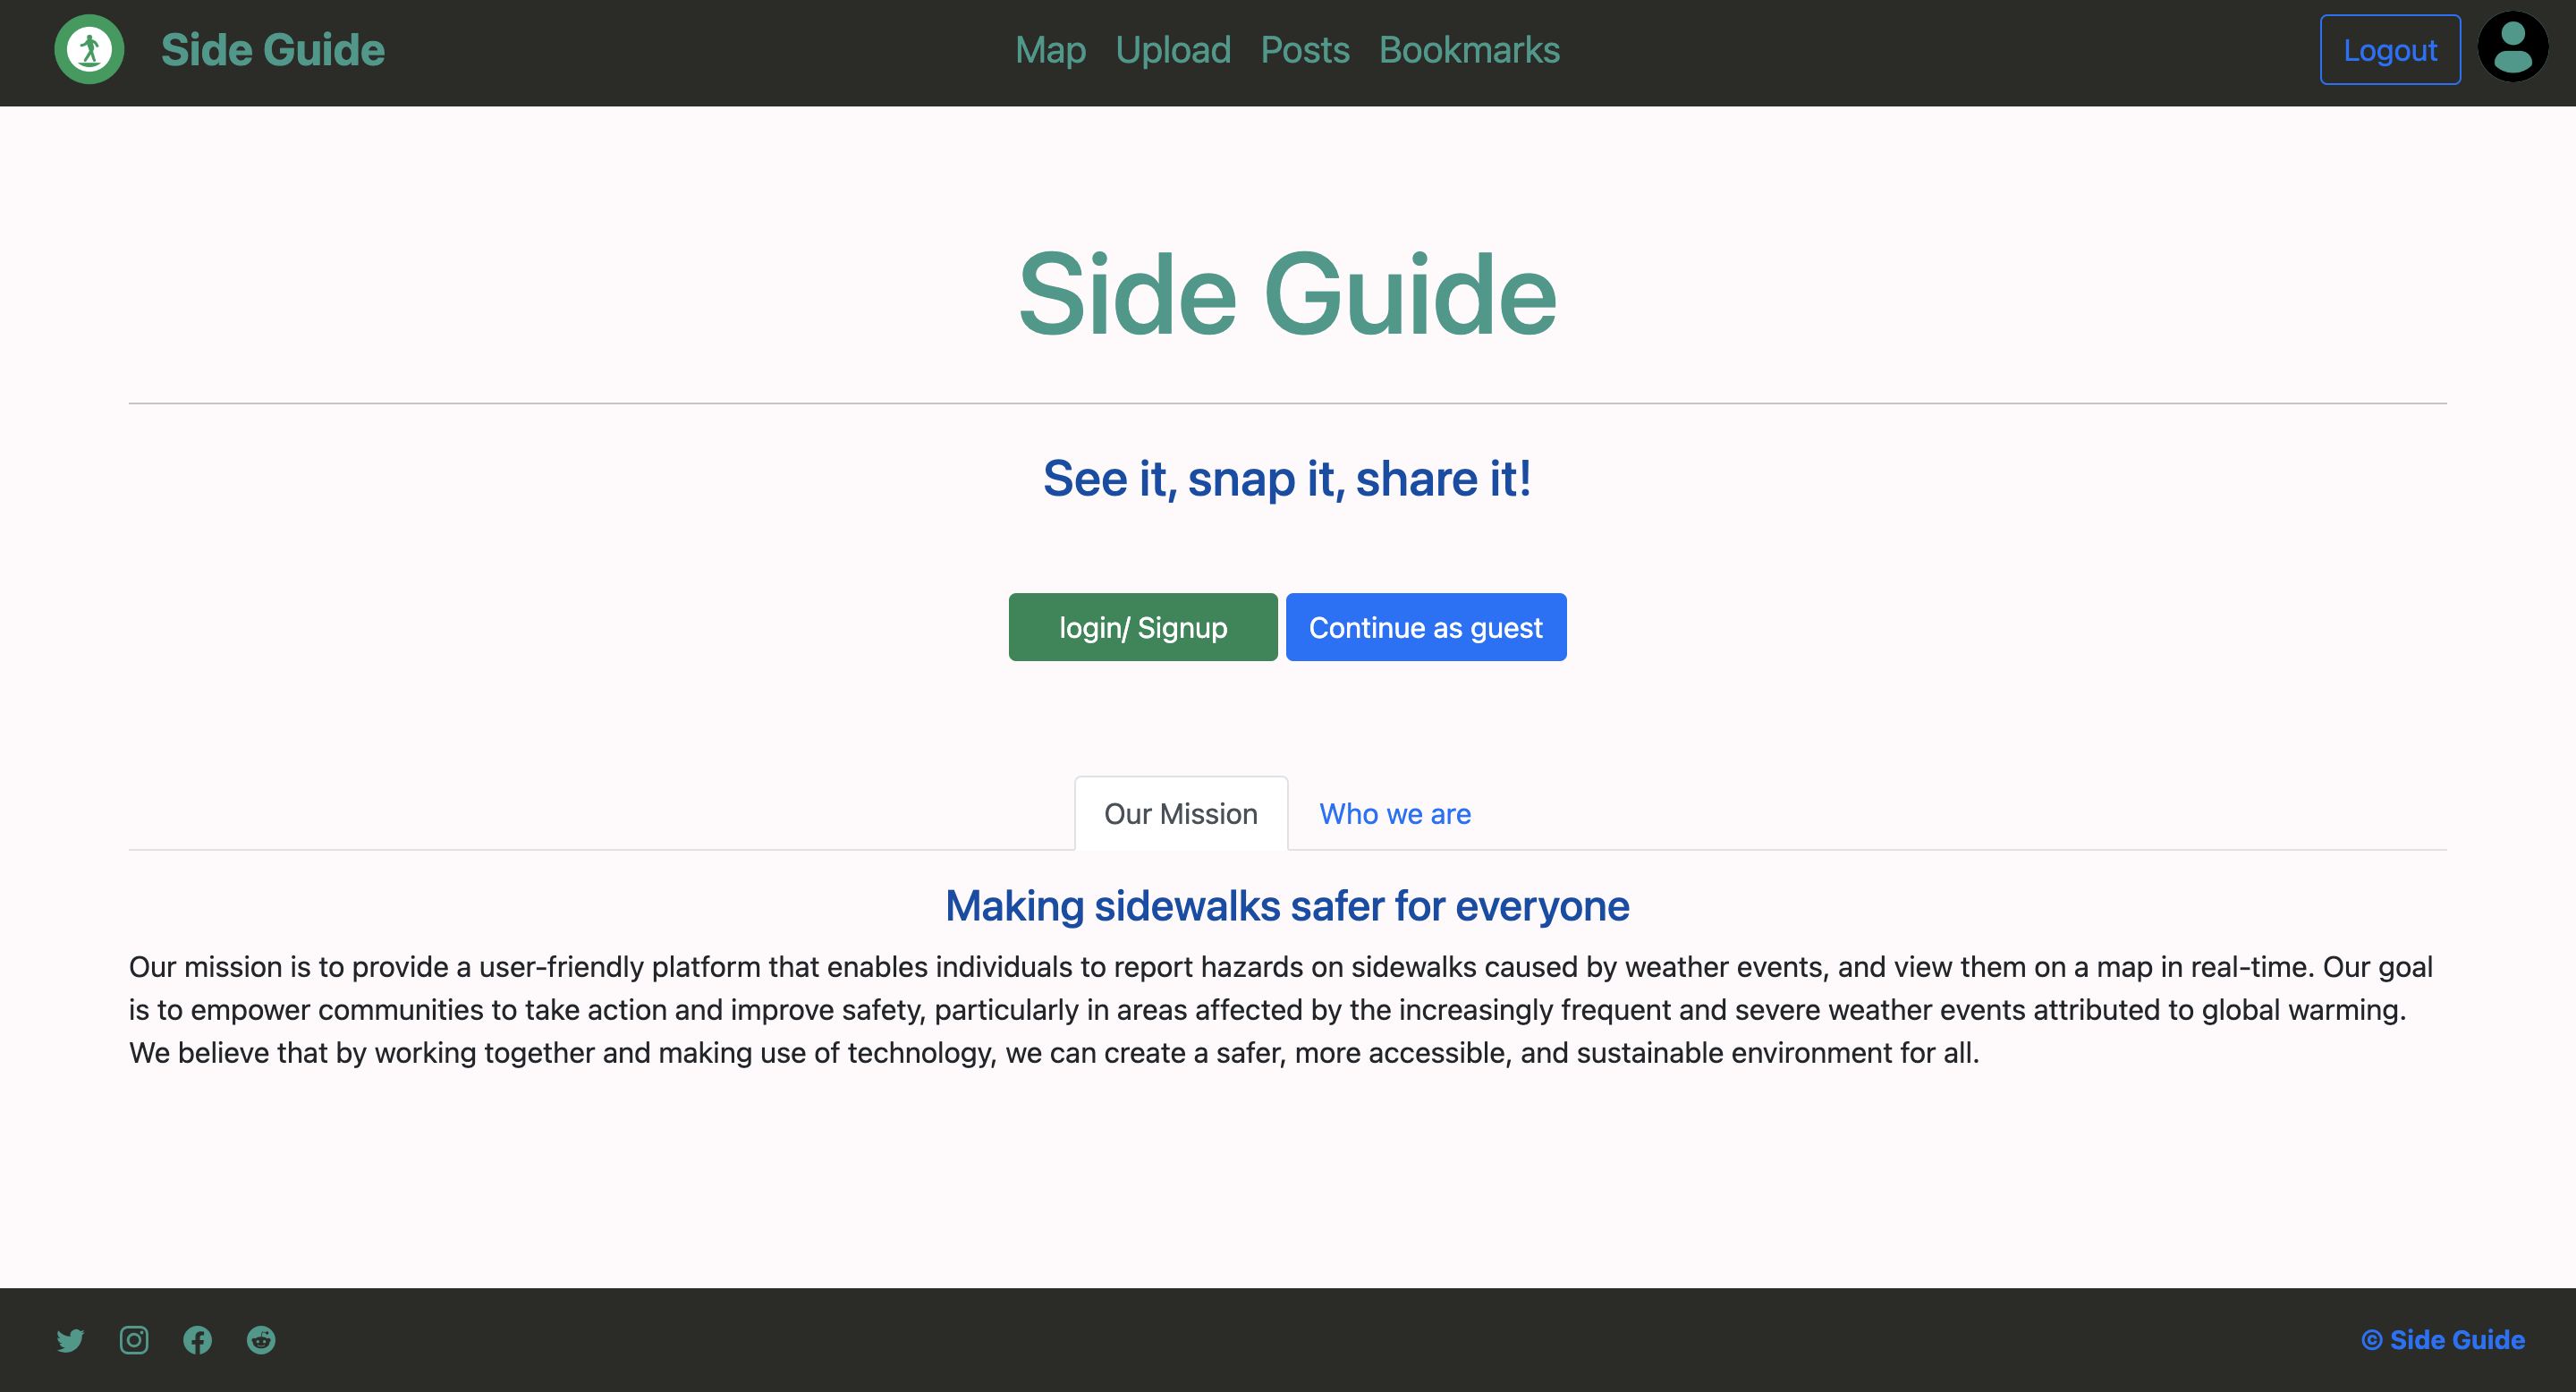 Side Guide
Map Upload Posts Bookmarks
Logout
Side Guide
See it, snap it, share it!
login/ Signup
Continue as guest
Our Mission
Who we are
Making sidewalks safer for everyone
Our mission is to provide a user-friendly platform that enables individuals to report hazards on sidewalks caused by weather events, and view them on a map in real-time. Our goal
is to empower communities to take action and improve safety, particularly in areas affected by the increasingly frequent and severe weather events attributed to global warming.
We believe that by working together and making use of technology, we can create a safer, more accessible, and sustainable environment for all.
© Side Guide